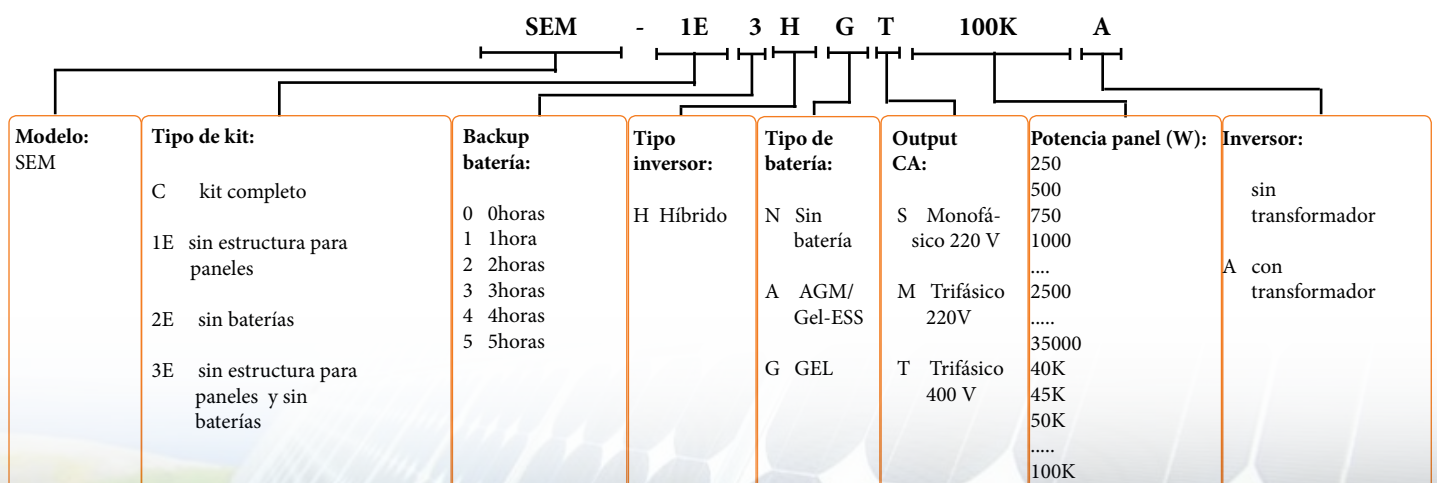 SEM - 1E 3 H G T 100K A
Modelo:
SEM
Tipo de kit:
C kit completo
1E sin estructura para
paneles
2E sin baterías
3E sin estructura para
paneles y sin
baterías
Backup
batería:
0 0horas
1 1hora
2 2horas
3 3horas
4 4horas
5 5horas
Tipo
inversor:
H Híbrido
Tipo de
batería:
N Sin
batería
A AGM/
Gel-ESS
G GEL
Output
CA:
S Monofá-
sico 220 V
M Trifásico
220V
T Trifásico
400 V
Potencia panel (W):
250
500
750
1000
....
2500
.....
35000
40K
45K
50K
.....
100K
Inversor:
sin
transformador
A con
transformador